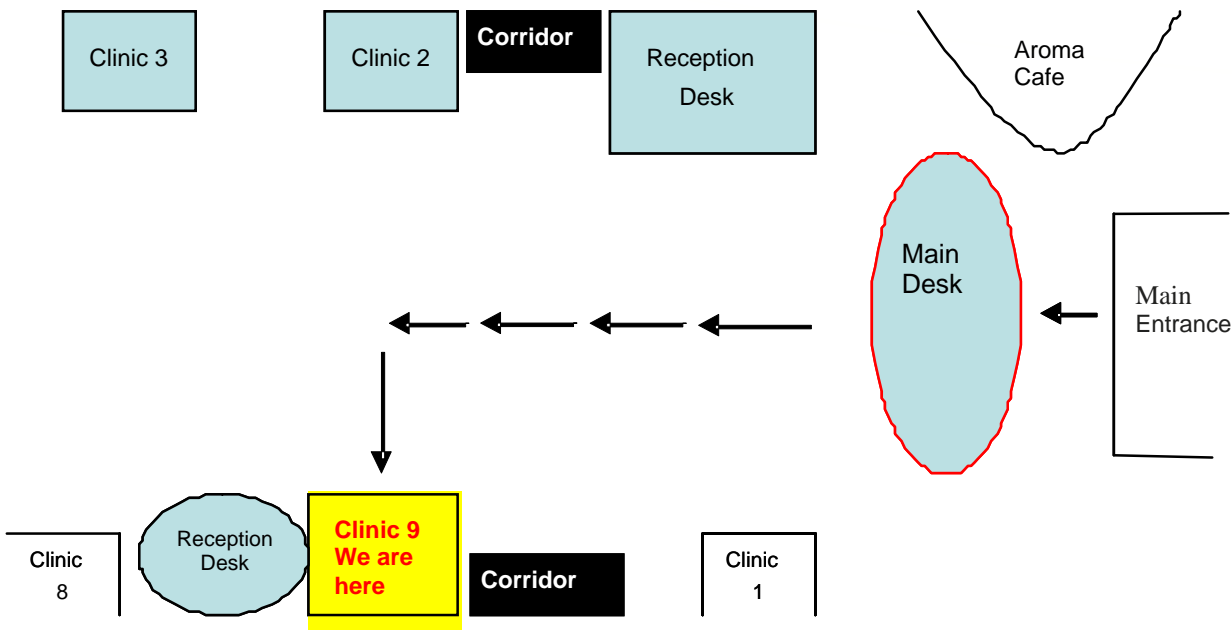 Clinic 3
Clinic 2
Corridor
Reception
Desk
Aroma
Cafe
Main
Desk
Main
Entrance
Clinic
8
Reception
Desk
Clinic 9
We are
here
Corridor
Clinic
1